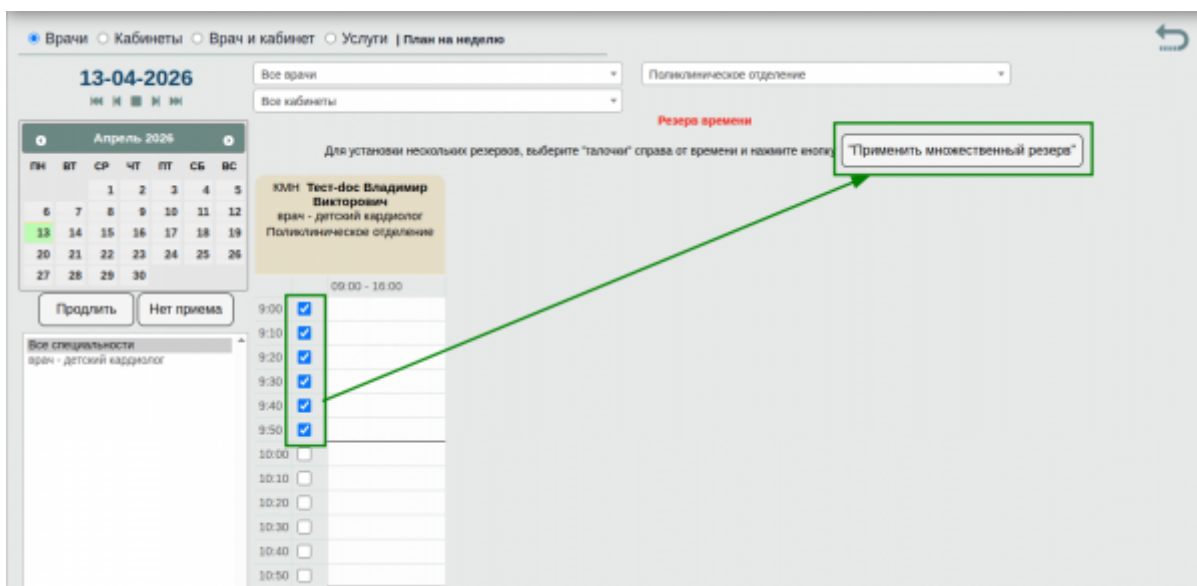 Врачи Кабинеты Врач и кабинет Услуги | План на неделю
13-04-2026
Все врачи
Поликлиническое отделение
Все кабинеты
Резерв времени
Для установки нескольких резервов, выберите "галочки" справа от времени и нажмите кнопку "Применить множественный резерв"
Апрель 2026
ПН ВТ СР ЧТ ПТ СБ ВС
1 2 3 4 5
6 7 8 9 10 11 12
13 14 15 16 17 18 19
20 21 22 23 24 25 26
27 28 29 30
Продлить Нет приема
Все специальности
врач - детский кардиолог
КМН Тест-doc Владимир
Викторович
врач - детский кардиолог
Поликлиническое отделение
09:00 - 16:00
9:00
9:10
9:20
9:30
9:40
9:50
10:00
10:10
10:20
10:30
10:40
10:50